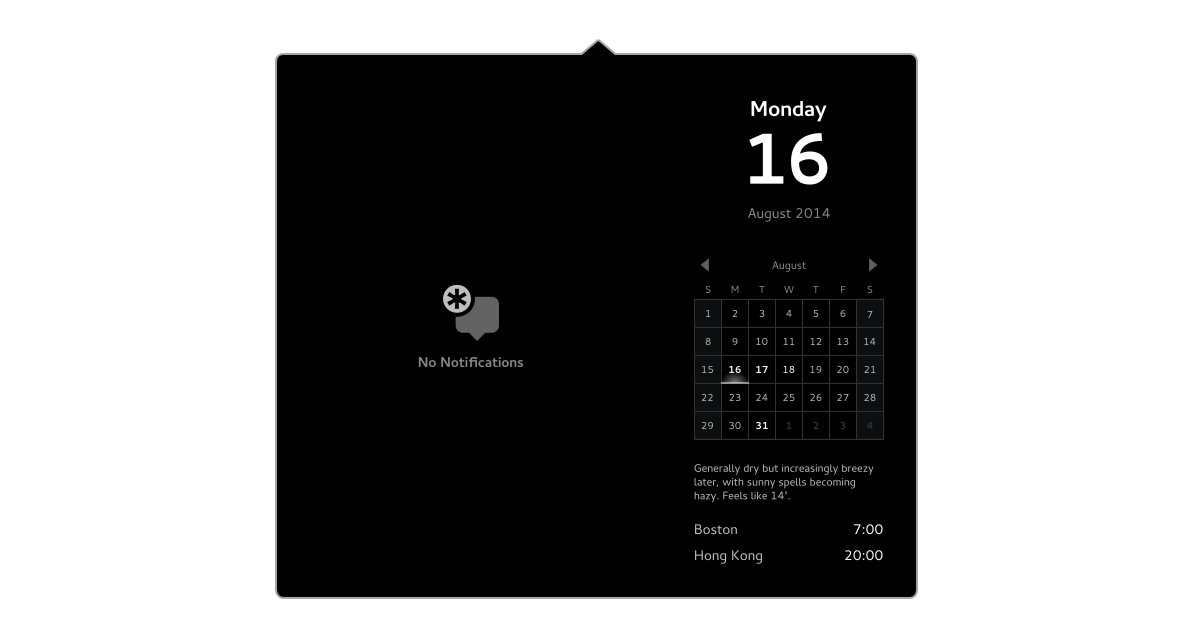 Monday
16
August 2014
August
S M T W T F S
1 2 3 4 5 6 7
8 9 10 11 12 13 14
15 16 17 18 19 20 21
22 23 24 25 26 27 28
29 30 31 1 2 3 4
No Notifications
Generally dry but increasingly breezy
later, with sunny spells becoming
hazy. Feels like 14°.
Boston 7:00
Hong Kong 20:00